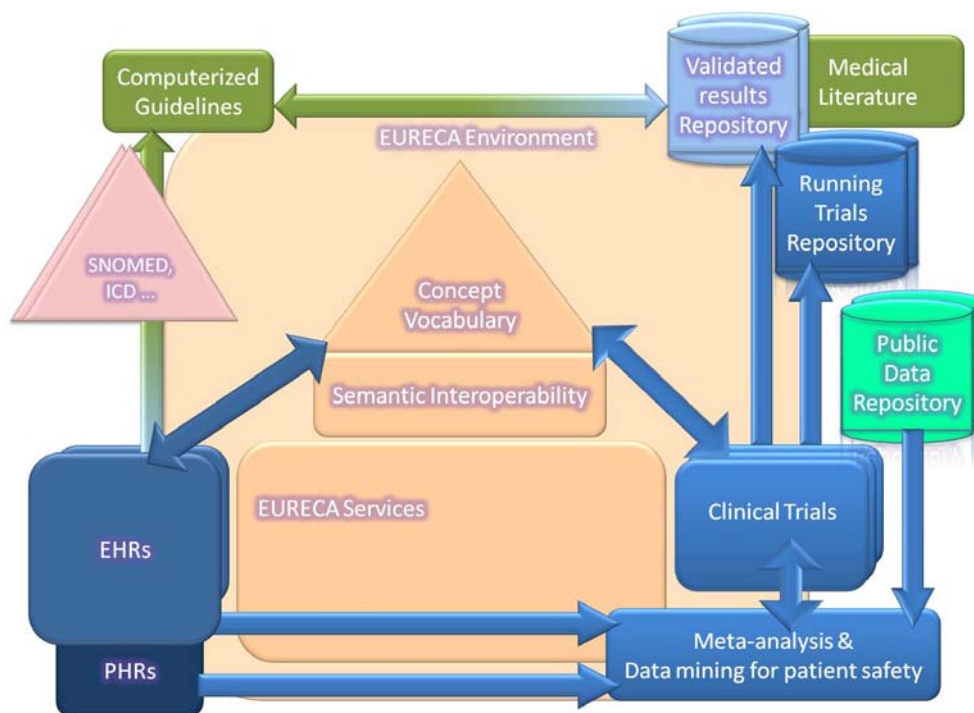 Computerized
Guidelines
Validated
results
Repository
Medical
Literature
EURECA Environment
Running
Trials
Repository
SNOMED,
ICD ...
Concept
Vocabulary
Public
Data
Repository
Semantic Interoperability
EURECA Services
Clinical Trials
EHRs
Meta-analysis &
Data mining for patient safety
PHRs